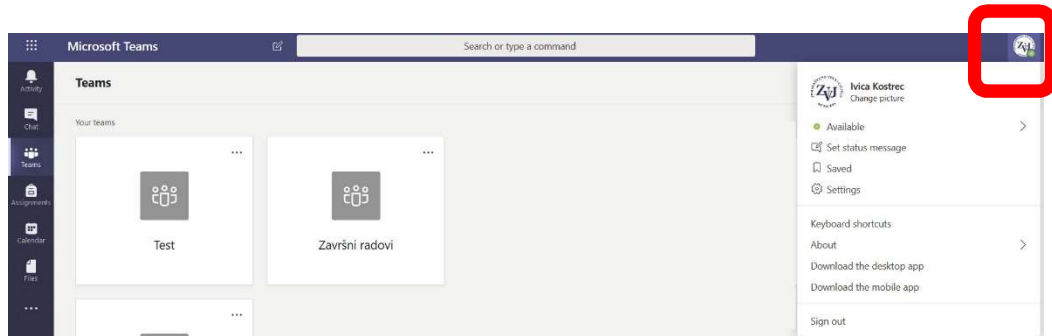 Microsoft Teams
Search or type a command
ZVJ
Activity
Chat
Teams
Assignments
Calendar
Files
Teams
Your teams
Test
Završni radovi
ZVJ
Ivica Kostrec
Change picture
Available
Set status message
Saved
Settings
Keyboard shortcuts
About
Download the desktop app
Download the mobile app
Sign out